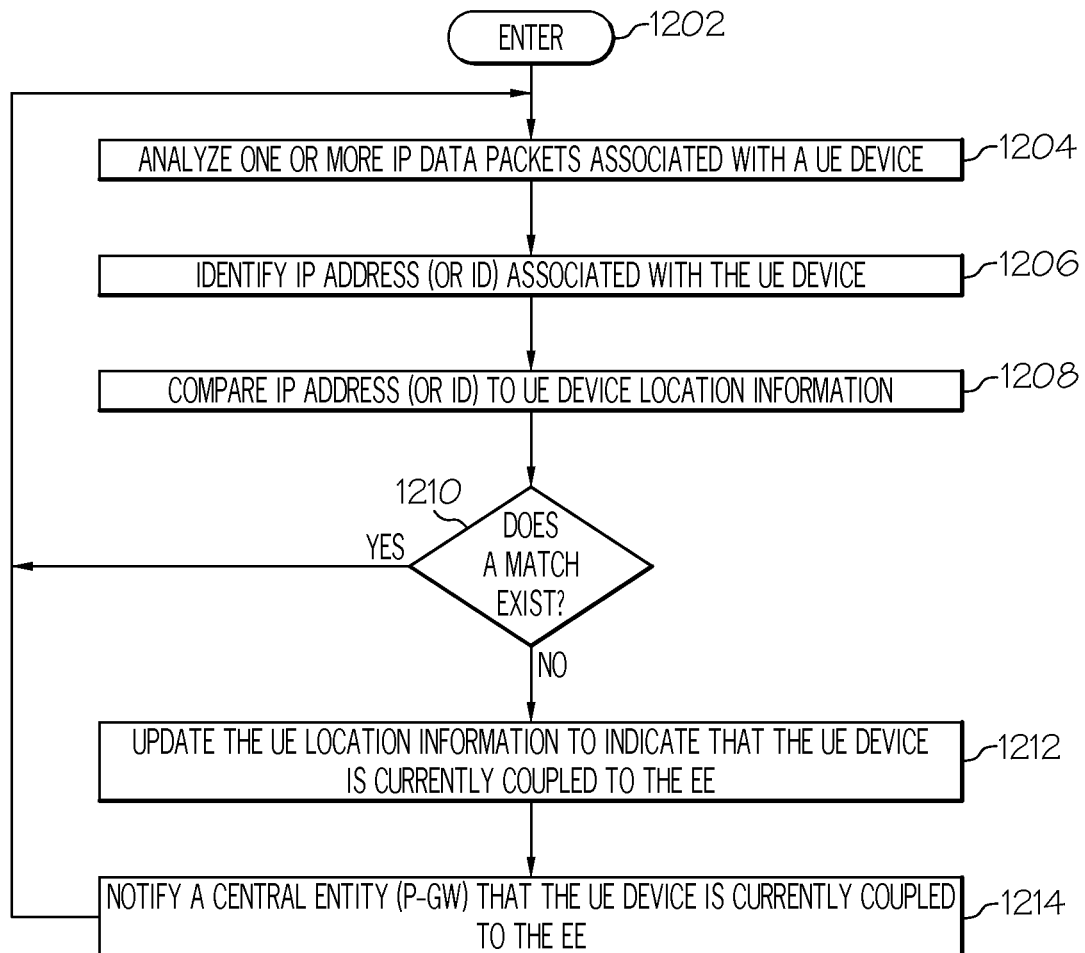 ENTER
1202
ANALYZE ONE OR MORE IP DATA PACKETS ASSOCIATED WITH A UE DEVICE
1204
IDENTIFY IP ADDRESS (OR ID) ASSOCIATED WITH THE UE DEVICE
1206
COMPARE IP ADDRESS (OR ID) TO UE DEVICE LOCATION INFORMATION
1208
1210
DOES
A MATCH
EXIST?
YES
NO
UPDATE THE UE LOCATION INFORMATION TO INDICATE THAT THE UE DEVICE
IS CURRENTLY COUPLED TO THE EE
1212
NOTIFY A CENTRAL ENTITY (P-GW) THAT THE UE DEVICE IS CURRENTLY COUPLED
TO THE EE
1214